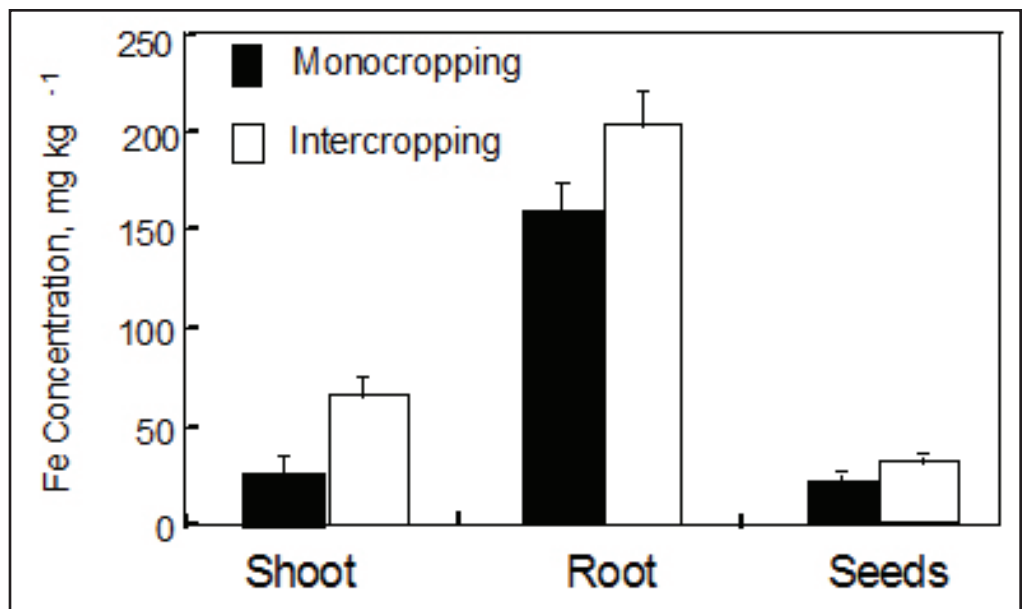 250
200
150
100
50
0
Fe Concentration, mg kg -1
Monocropping
Intercropping
Shoot
Root
Seeds